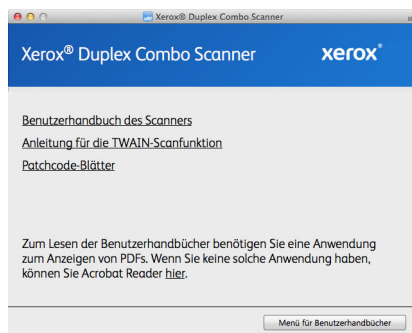 Xerox® Duplex Combo Scanner
Xerox® Duplex Combo Scanner
xerox®
Benutzerhandbuch des Scanners
Anleitung für die TWAIN-Scanfunktion
Patchcode-Blätter
Zum Lesen der Benutzerhandbücher benötigen Sie eine Anwendung
zum Anzeigen von PDFs. Wenn Sie keine solche Anwendung haben,
können Sie Acrobat Reader hier.
Menü für Benutzerhandbücher